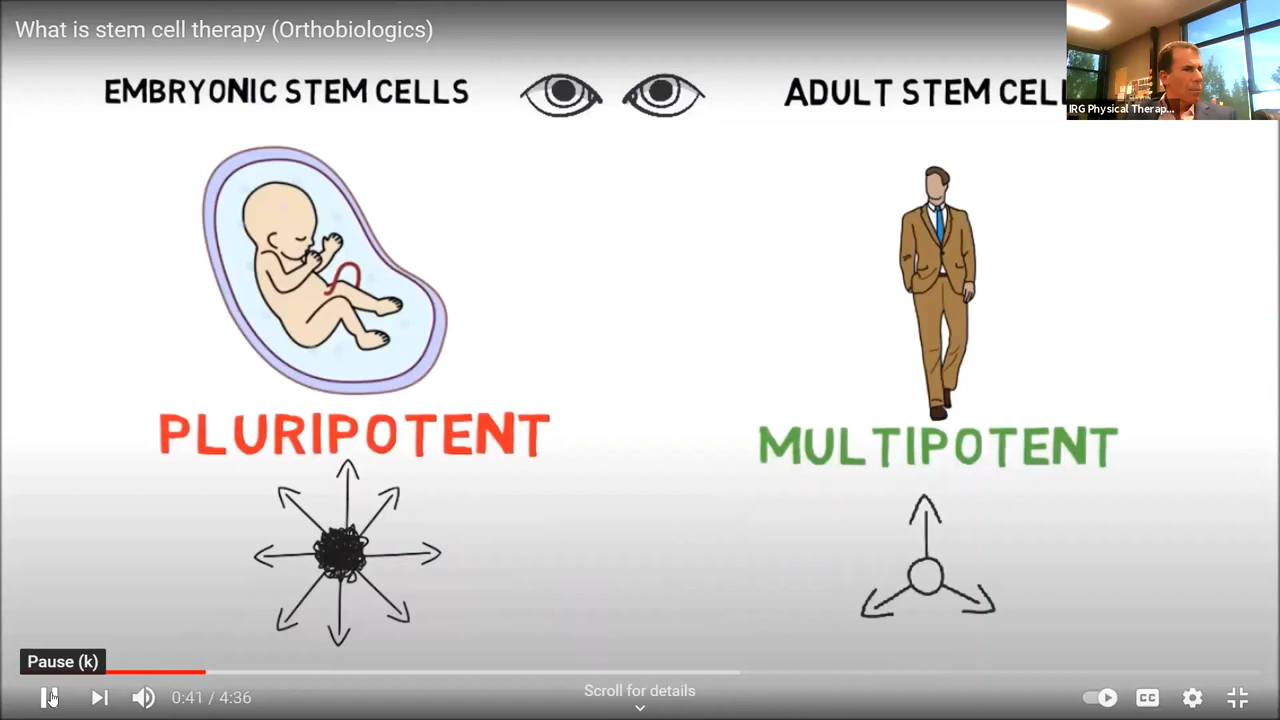 What is stem cell therapy (Orthobiologics)
EMBRYONIC STEM CELLS
ADULT STEM CELL
IRG Physical Therap...
PLURIPOTENT
MULTIPOTENT
Pause (k)
0:41 / 4:36
Scroll for details
CC